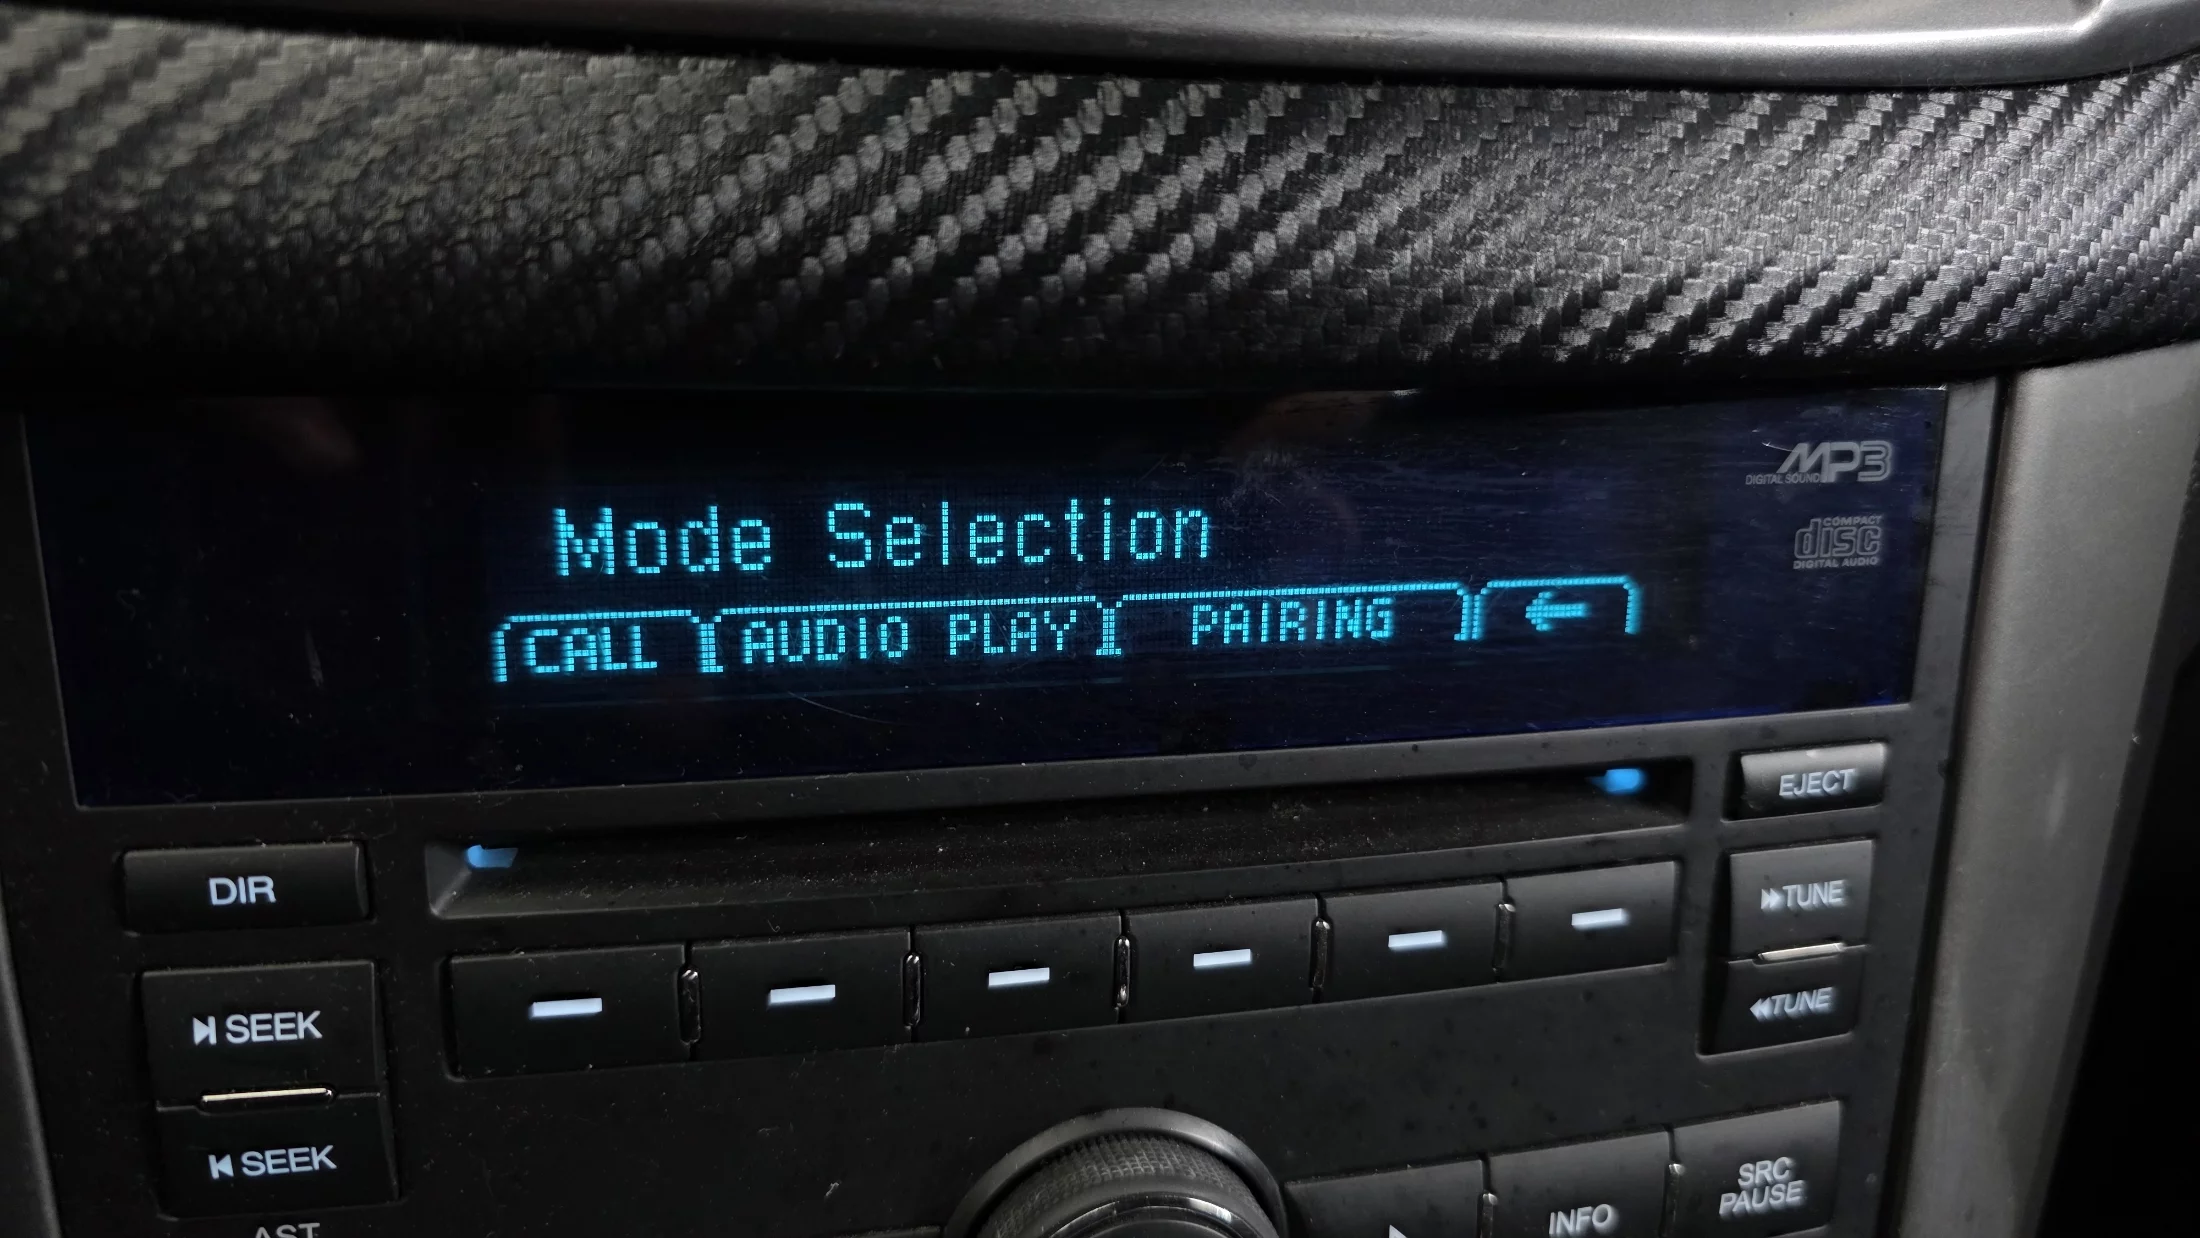 MP3
DIGITAL SOUND
COMPACT
disc
DIGITAL AUDIO
Mode Selection
CALL AUDIO PLAY PAIRING ←
EJECT
DIR
TUNE
SEEK
TUNE
SEEK
SRC
PAUSE
INFO
AST